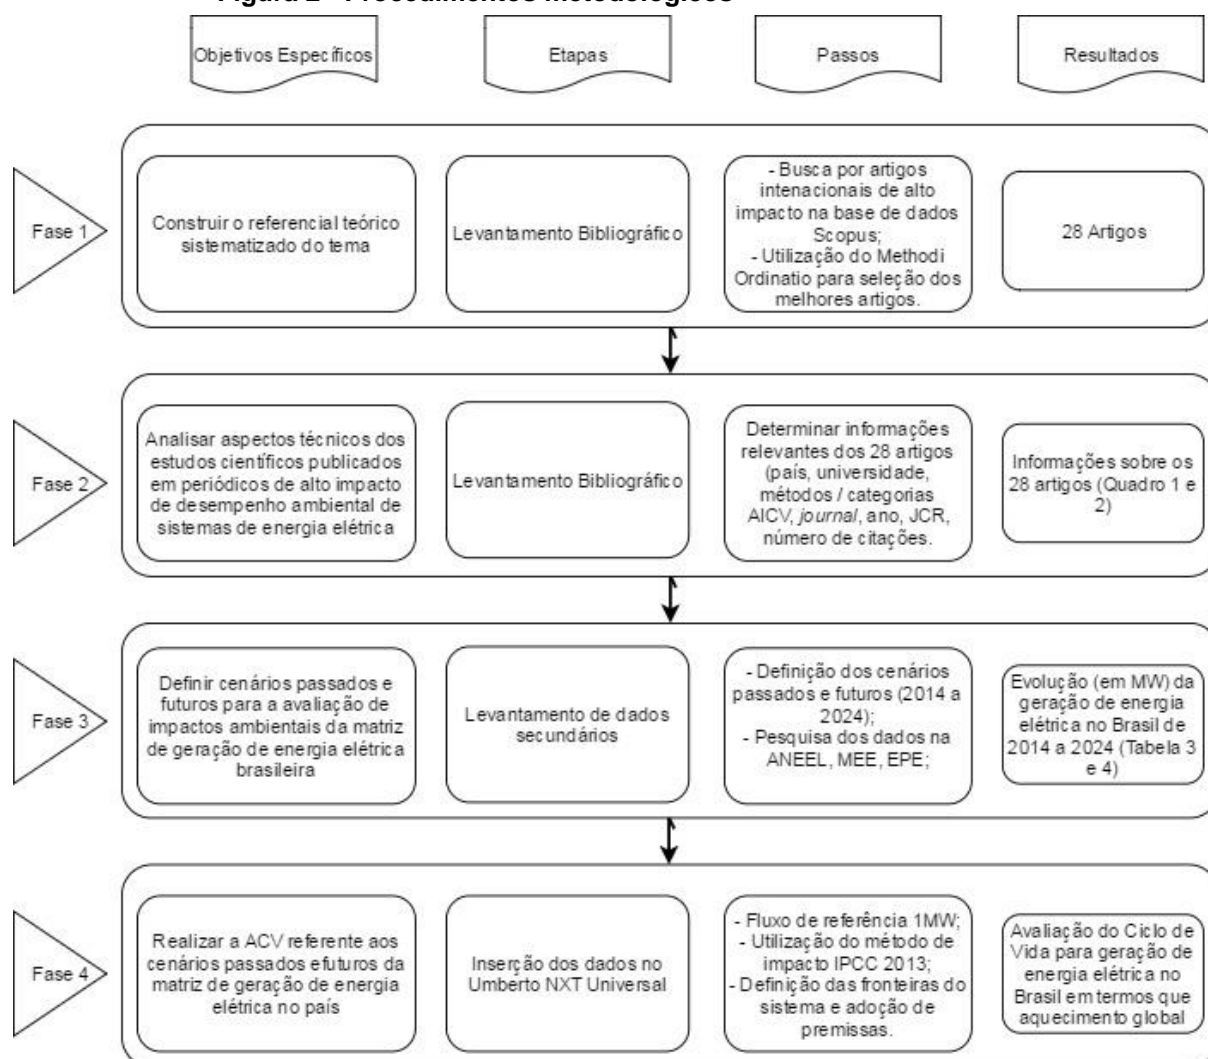 Figura 2 - Procedimentos metodológicos
Objetivos Específicos
Etapas
Passos
Resultados
Fase 1
Construir o referencial teórico
sistematizado do tema
Levantamento Bibliográfico
- Busca por artigos
intenacionais de alto
impacto na base de dados
Scopus;
- Utilização do Methodi
Ordinatio para seleção dos
melhores artigos.
28 Artigos
Fase 2
Analisar aspectos técnicos dos
estudos científicos publicados
em periódicos de alto impacto
de desempenho ambiental de
sistemas de energia elétrica
Levantamento Bibliográfico
Determinar informações
relevantes dos 28 artigos
(país, universidade,
métodos / categorias
AICV, journal, ano, JCR,
número de citações.
Informações sobre os
28 artigos (Quadro 1 e
2)
Fase 3
Definir cenários passados e
futuros para a avaliação de
impactos ambientais da matriz
de geração de energia elétrica
brasileira
Levantamento de dados
secundários
- Definição dos cenários
passados e futuros (2014 a
2024);
- Pesquisa dos dados na
ANEEL, MEE, EPE;
Evolução (em MW) da
geração de energia
elétrica no Brasil de
2014 a 2024 (Tabela 3
e 4)
Fase 4
Realizar a ACV referente aos
cenários passados efuturos da
matriz de geração de energia
elétrica no país
Inserção dos dados no
Umberto NXT Universal
- Fluxo de referência 1MW;
- Utilização do método de
impacto IPCC 2013;
- Definição das fronteiras do
sistema e adoção de
premissas.
Avaliação do Ciclo de
Vida para geração de
energia elétrica no
Brasil em termos que
aquecimento global